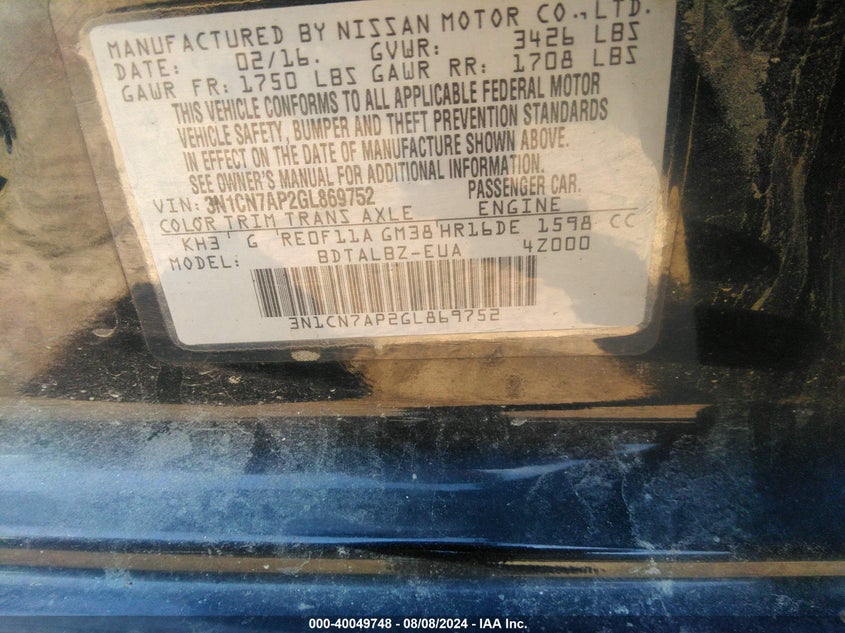 MANUFACTURED BY NISSAN MOTOR CO., LTD.
DATE: 02/16. GVWR: 3426 LBS
GAWR FR: 1750 LBS GAWR RR: 1708 LBS
THIS VEHICLE CONFORMS TO ALL APPLICABLE FEDERAL MOTOR
VEHICLE SAFETY, BUMPER AND THEFT PREVENTION STANDARDS
IN EFFECT ON THE DATE OF MANUFACTURE SHOWN ABOVE.
SEE OWNER'S MANUAL FOR ADDITIONAL INFORMATION.
VIN: 3N1CN7AP2GL869752 PASSENGER CAR.
COLOR TRIM TRANS AXLE ENGINE
KH3 G RE0F11A GM38 HR16DE 1598 CC
MODEL: BDTALBZ-EUA 4Z000
3N1CN7AP2GL869752
000-40049748 - 08/08/2024 - IAA Inc.